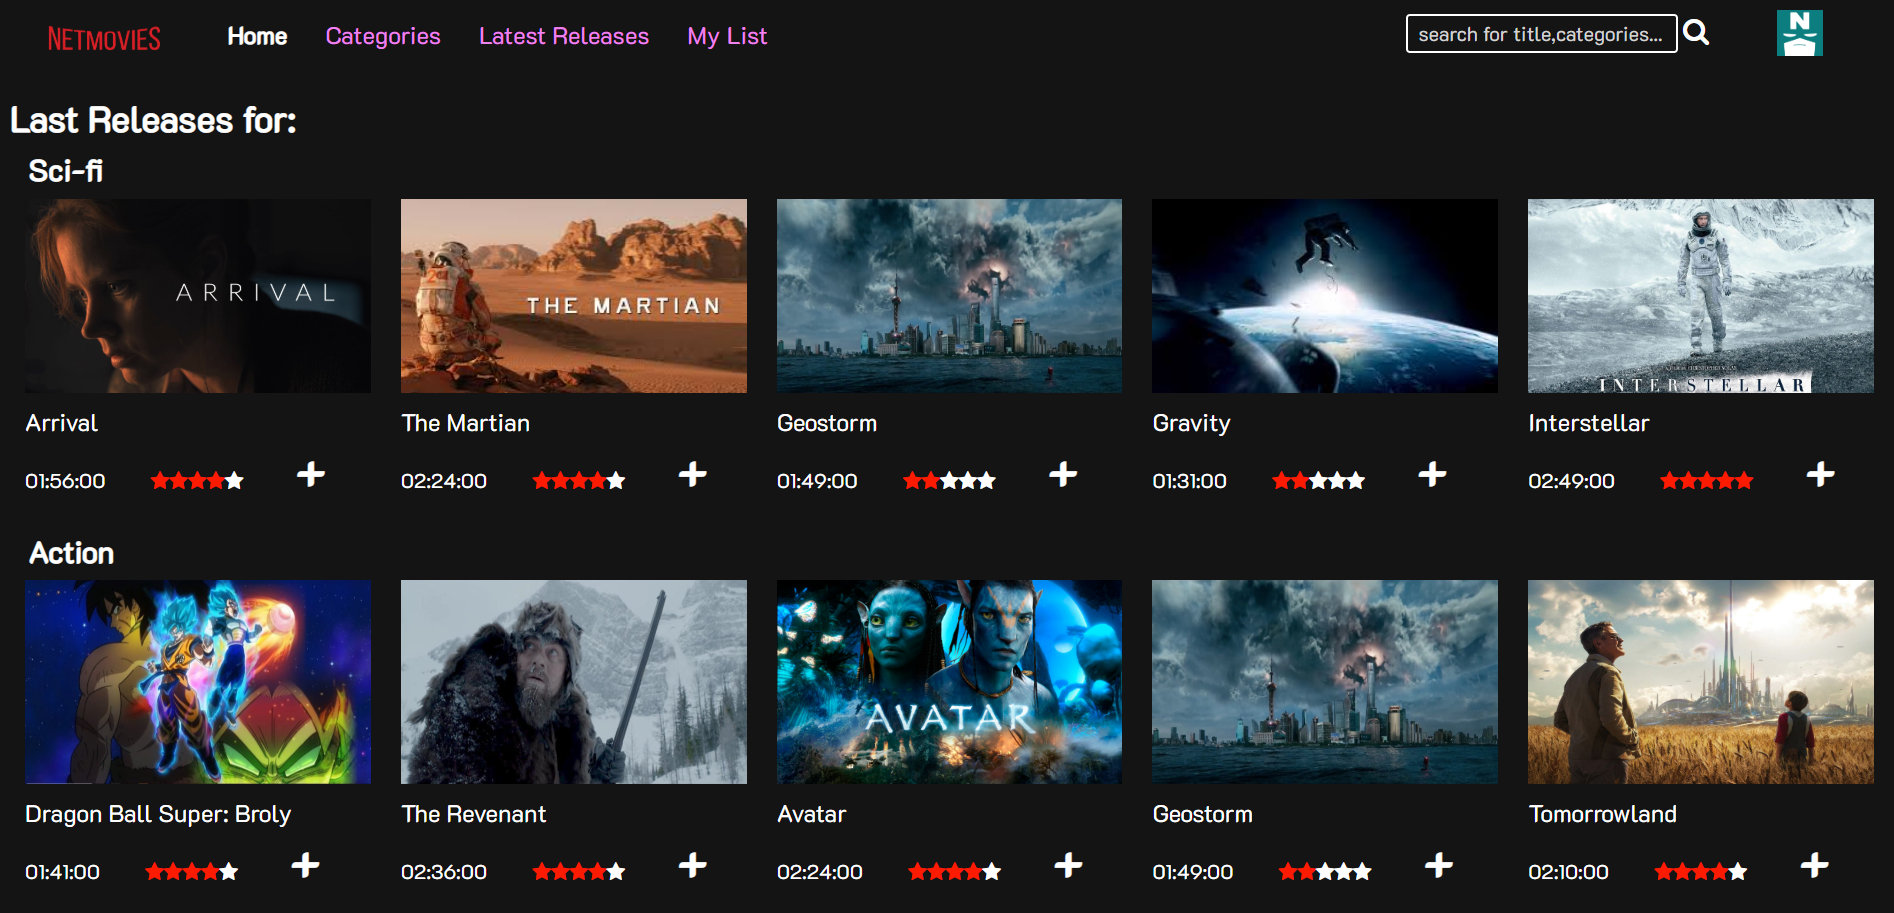 NETMOVIES Home Categories Latest Releases My List search for title,categories... N
Last Releases for:
Sci-fi
ARRIVAL THE MARTIAN INTERSTELLAR
Arrival The Martian Geostorm Gravity Interstellar
01:56:00 02:24:00 01:49:00 01:31:00 02:49:00
Action
AVATAR
Dragon Ball Super: Broly The Revenant Avatar Geostorm Tomorrowland
01:41:00 02:36:00 02:24:00 01:49:00 02:10:00